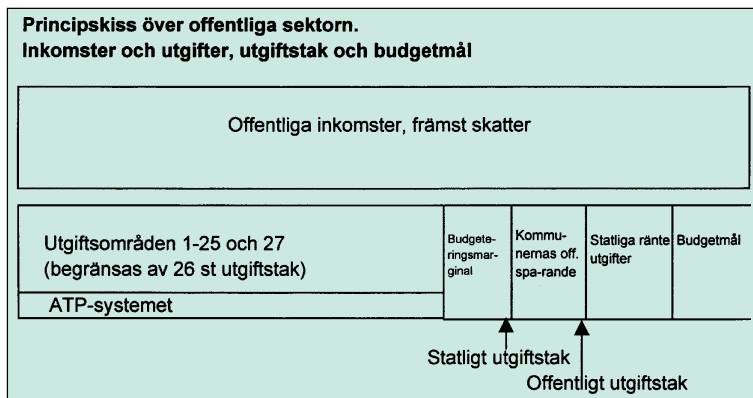 Principskiss över offentliga sektorn.
Inkomster och utgifter, utgiftstak och budgetmål
Offentliga inkomster, främst skatter
Utgiftsområden 1-25 och 27
(begränsas av 26 st utgiftstak)
ATP-systemet
Budgete-
ringsmar-
ginal
Kommu-
nernas off.
spa-rande
Statliga ränte
utgifter
Budgetmål
Statligt utgiftstak
Offentligt utgiftstak